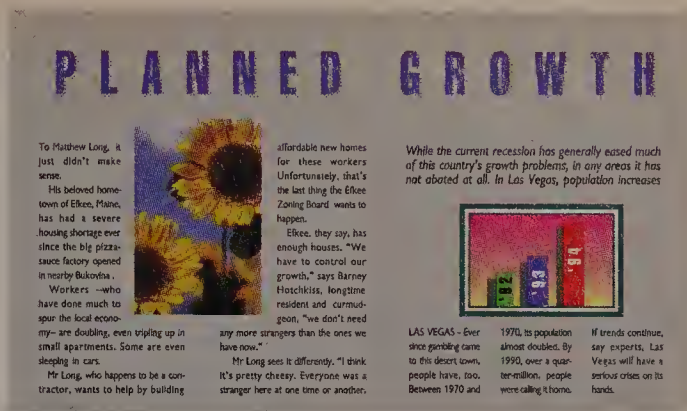 PLANNED GROWTH
To Matthew Long, it
just didn't make
sense.
His beloved home-
town of Efkee, Maine,
has had a severe
housing shortage ever
since the big pizza-
sauce factory opened
in nearby Bukovina.
Workers --who
have done much to
spur the local econo-
my-- are doubling, even tripling up in
small apartments. Some are even
sleeping in cars.
Mr Long, who happens to be a con-
tractor, wants to help by building
affordable new homes
for these workers
Unfortunately, that's
the last thing the Efkee
Zoning Board wants to
happen.
Efkee, they say, has
enough houses. "We
have to control our
growth," says Barney
Hotchkiss, longtime
resident and curmud-
geon, "we don't need
any more strangers than the ones we
have now."
Mr Long sees it differently. "I think
it's pretty cheesy. Everyone was a
stranger here at one time or another.
While the current recession has generally eased much
of this country's growth problems, in any areas it has
not abated at all. In Las Vegas, population increases
'92
'93
'94
LAS VEGAS - Ever
since gambling came
to this desert town,
people have, too.
Between 1970 and
1970, its population
almost doubled. By
1990, over a quar-
ter-million, people
were calling it home.
If trends continue,
say experts, Las
Vegas will have a
serious crises on its
hands.